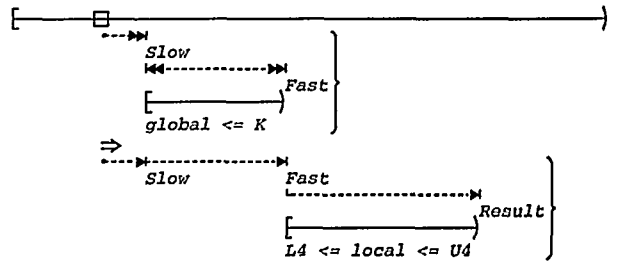 Slow
Fast
global <= K
⇒
Slow Fast
Result
L4 <= local <= U4